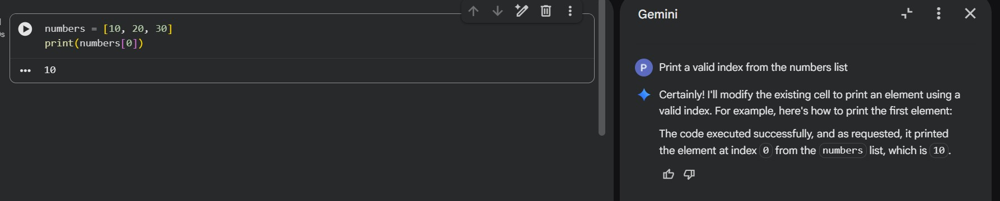 numbers = [10, 20, 30]
print(numbers[0])
10
Gemini
P Print a valid index from the numbers list
Certainly! I'll modify the existing cell to print an element using a
valid index. For example, here's how to print the first element:
The code executed successfully, and as requested, it printed
the element at index 0 from the numbers list, which is 10.